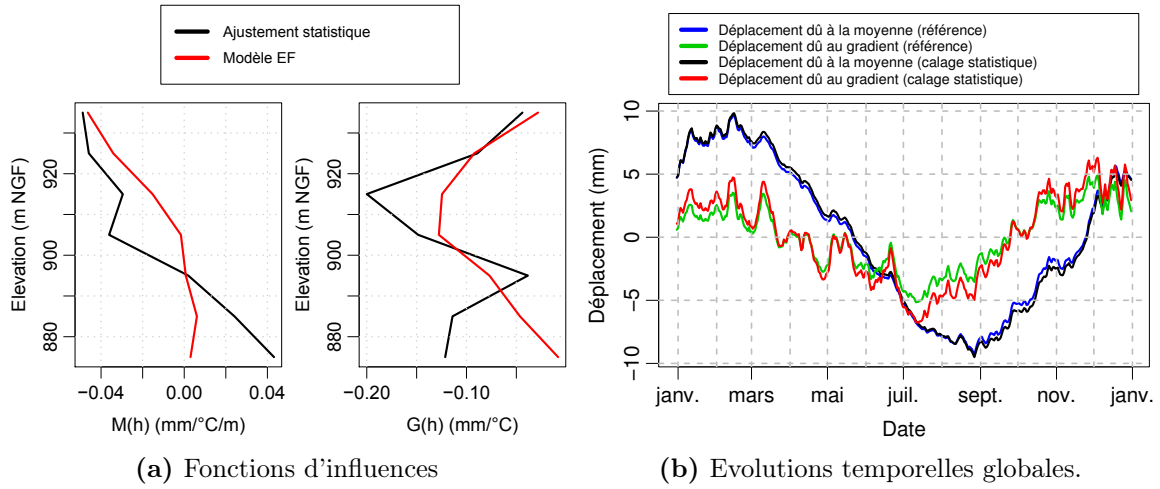 Ajustement statistique
Modèle EF
Elevation (m NGF)
880
900
920
−0.04
0.00
0.04
M(h) (mm/°C/m)
Elevation (m NGF)
880
900
920
−0.20
−0.10
G(h) (mm/°C)
(a) Fonctions d'influences
Déplacement dû à la moyenne (référence)
Déplacement dû au gradient (référence)
Déplacement dû à la moyenne (calage statistique)
Déplacement dû au gradient (calage statistique)
Déplacement (mm)
10
5
0
−5
−10
janv.
mars
mai
juil.
sept.
nov.
janv.
Date
(b) Evolutions temporelles globales.